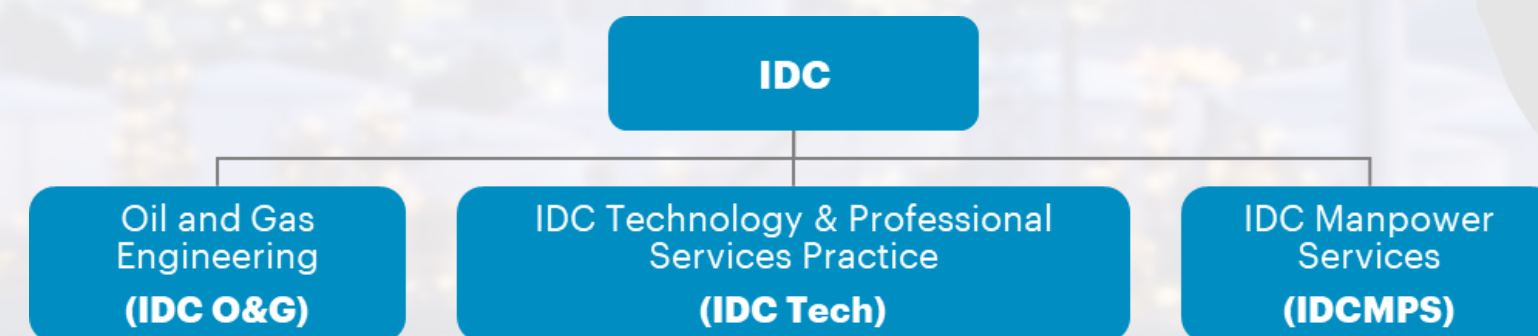 IDC
Oil and Gas
Engineering
(IDC O&G)
IDC Technology & Professional
Services Practice
(IDC Tech)
IDC Manpower
Services
(IDCMPS)